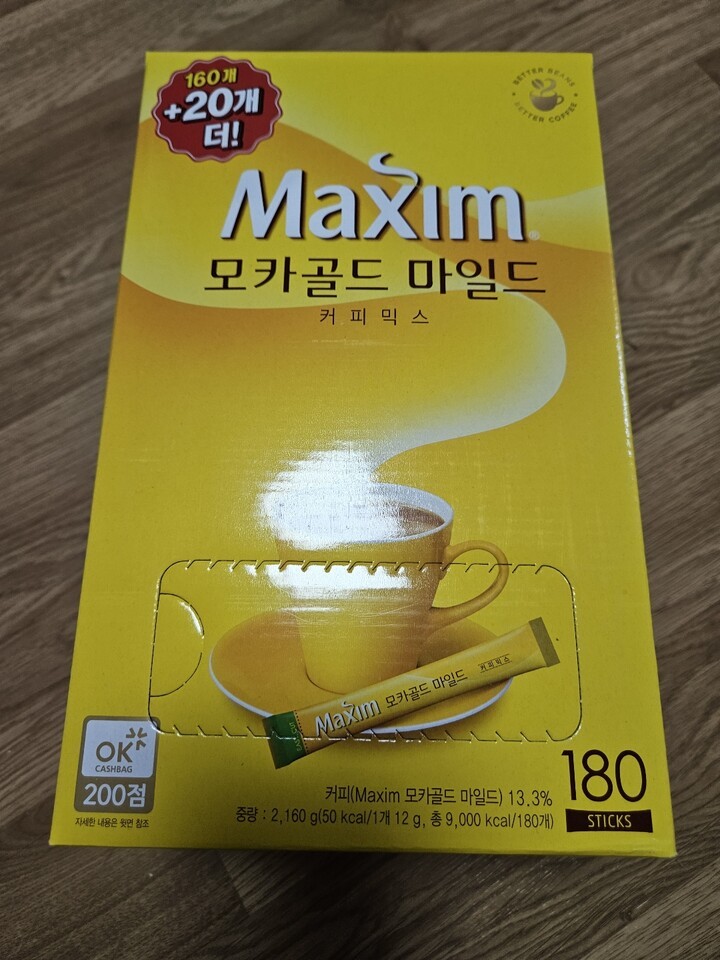 160개
+20개
더!
BETTER BEANS
BETTER COFFEE
Maxim
모카골드 마일드
커피믹스
Maxim 모카골드 마일드 커피믹스
OK
CASHBAG
200점
자세한 내용은 뒷면 참조
커피(Maxim 모카골드 마일드) 13.3%
중량 : 2,160 g(50 kcal/1개 12 g, 총 9,000 kcal/180개)
180
STICKS